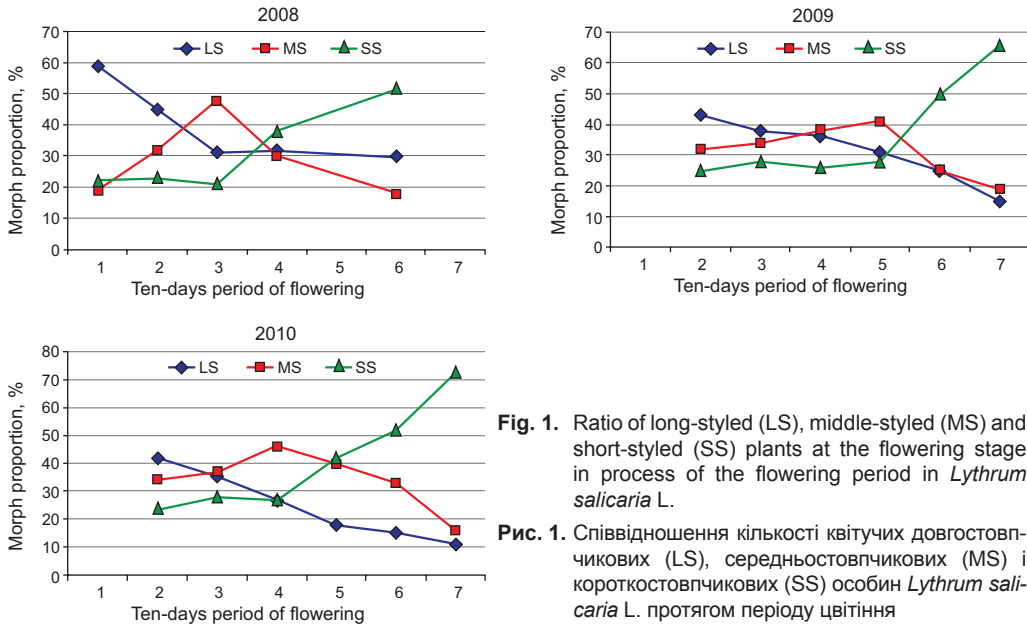 2008
LS MS SS
Morph proportion, %
70
60
50
40
30
20
10
0
1 2 3 4 5 6 7
Ten-days period of flowering
2009
LS MS SS
Morph proportion, %
70
60
50
40
30
20
10
0
1 2 3 4 5 6 7
Ten-days period of flowering
2010
LS MS SS
Morph proportion, %
80
70
60
50
40
30
20
10
0
1 2 3 4 5 6 7
Ten-days period of flowering
Fig. 1. Ratio of long-styled (LS), middle-styled (MS) and
short-styled (SS) plants at the flowering stage
in process of the flowering period in Lythrum
salicaria L.
Рис. 1. Співвідношення кількості квітучих довгостовп-
чикових (LS), середньостовпчикових (MS) і
короткостовпчикових (SS) особин Lythrum sali-
caria L. протягом періоду цвітіння